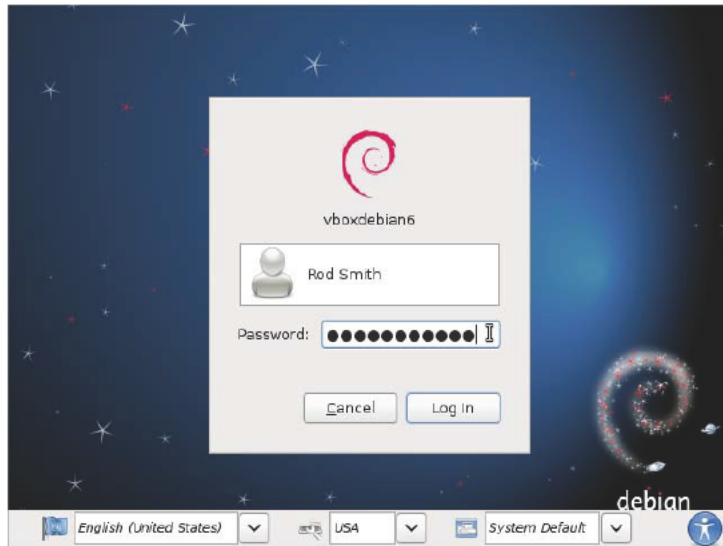 vboxdebian6
Rod Smith
Password:
Cancel
Log In
debian
English (United States)
USA
System Default